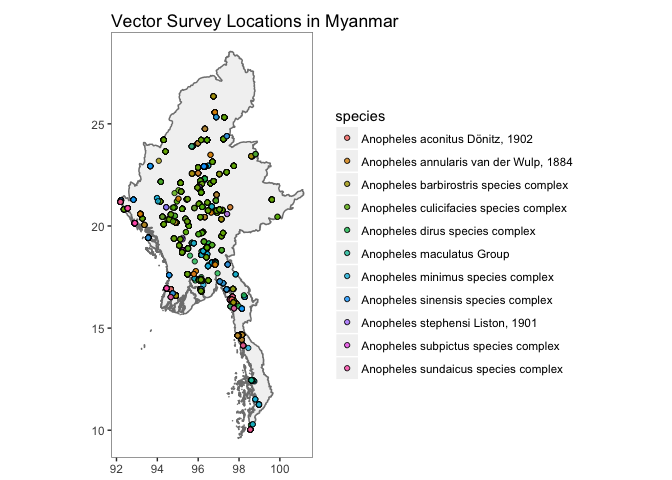 Vector Survey Locations in Myanmar
25
20
15
10
92
94
96
98
100
species
Anopheles aconitus Dönitz, 1902
Anopheles annularis van der Wulp, 1884
Anopheles barbirostris species complex
Anopheles culicifacies species complex
Anopheles dirus species complex
Anopheles maculatus Group
Anopheles minimus species complex
Anopheles sinensis species complex
Anopheles stephensi Liston, 1901
Anopheles subpictus species complex
Anopheles sundaicus species complex